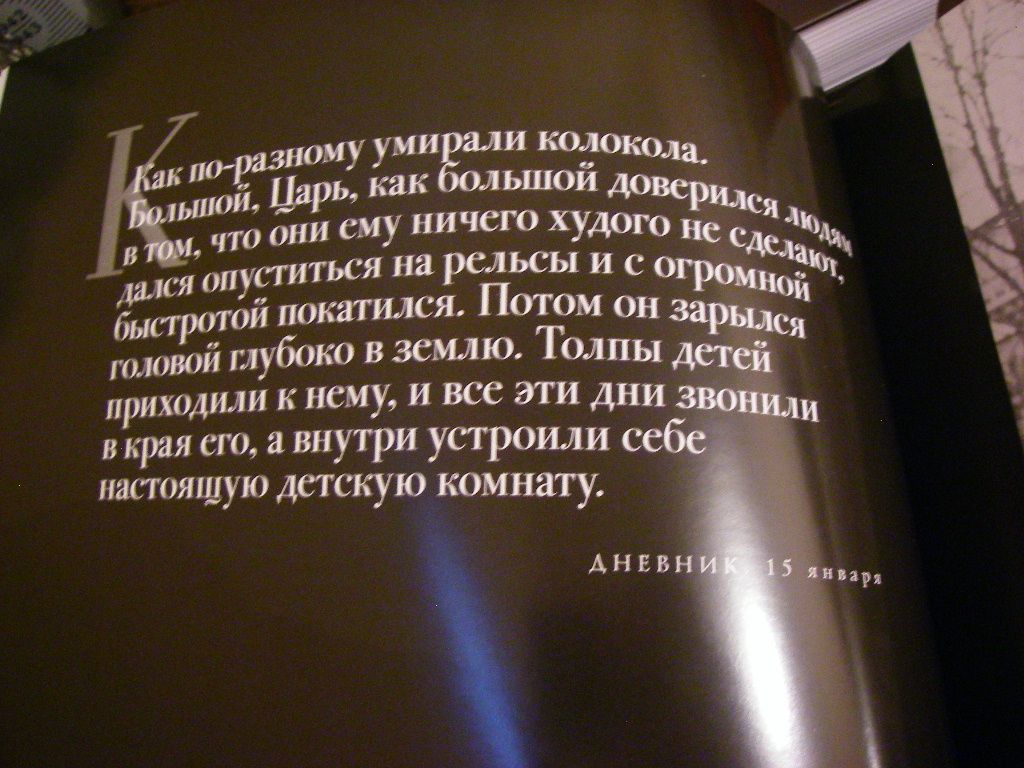 Как по-разному умирали колокола.
Большой, Царь, как большой доверился людям
в том, что они ему ничего худого не сделают,
дался опуститься на рельсы и с огромной
быстротой покатился. Потом он зарылся
головой глубоко в землю. Толпы детей
приходили к нему, и все эти дни звонили
в края его, а внутри устроили себе
настоящую детскую комнату.
ДНЕВНИК, 15 января